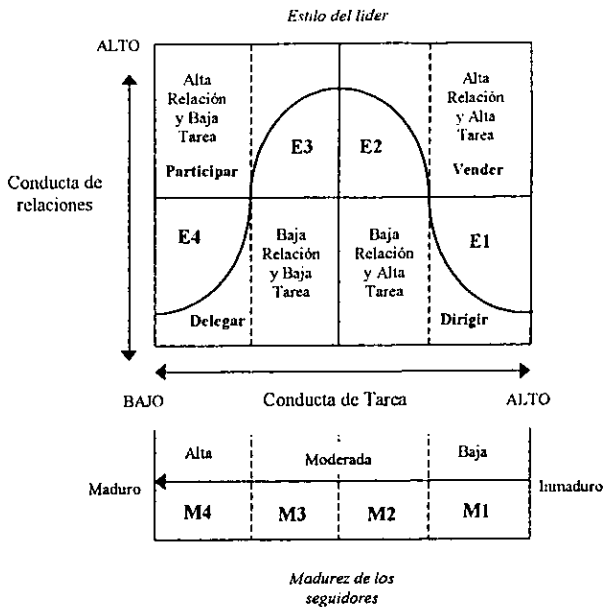 Estilo del líder
ALTO
Alta
Relación
y Baja
Tarea
Participar
E3
E2
Alta
Relación
y Alta
Tarea
Vender
Conducta de
relaciones
E4
Delegar
Baja
Relación
y Baja
Tarea
Baja
Relación
y Alta
Tarea
E1
Dirigir
BAJO
Conducta de Tarea
ALTO
Alta
Moderada
Baja
Maduro
Inmaduro
M4
M3
M2
M1
Madurez de los
seguidores